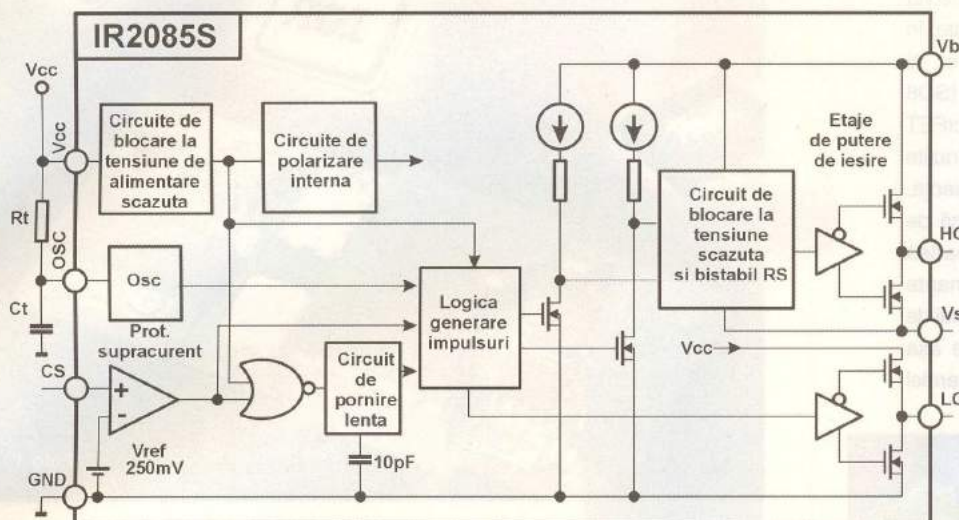 IR2085S
Vcc
Vcc
Circuite de
blocare la
tensiune de
alimentare
scazuta
Circuite de
polarizare
interna
Rt
OSC
Osc
Ct
Prot.
supracurent
CS
+
-
Vref
250mV
GND
Circuit
de
pornire
lenta
10pF
Logica
generare
impulsuri
Circuit de
blocare la
tensiune
scazuta
si bistabil RS
Etaje
de putere
de iesire
Vcc
Vb
HO
Vs
LO